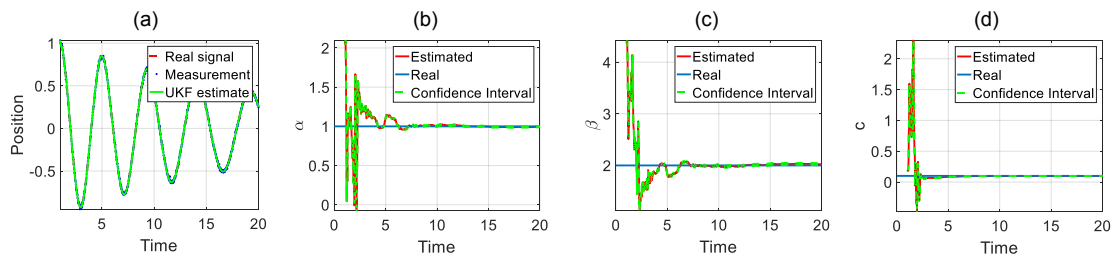 (a)
1
0.5
0
-0.5
5
10
15
20
Position
Time
Real signal
Measurement
UKF estimate
(b)
2
1.5
1
0.5
0
0
5
10
15
20
α
Time
Estimated
Real
Confidence Interval
(c)
4
3
2
0
5
10
15
20
β
Time
Estimated
Real
Confidence Interval
(d)
2
1.5
1
0.5
0
0
5
10
15
20
c
Time
Estimated
Real
Confidence Interval